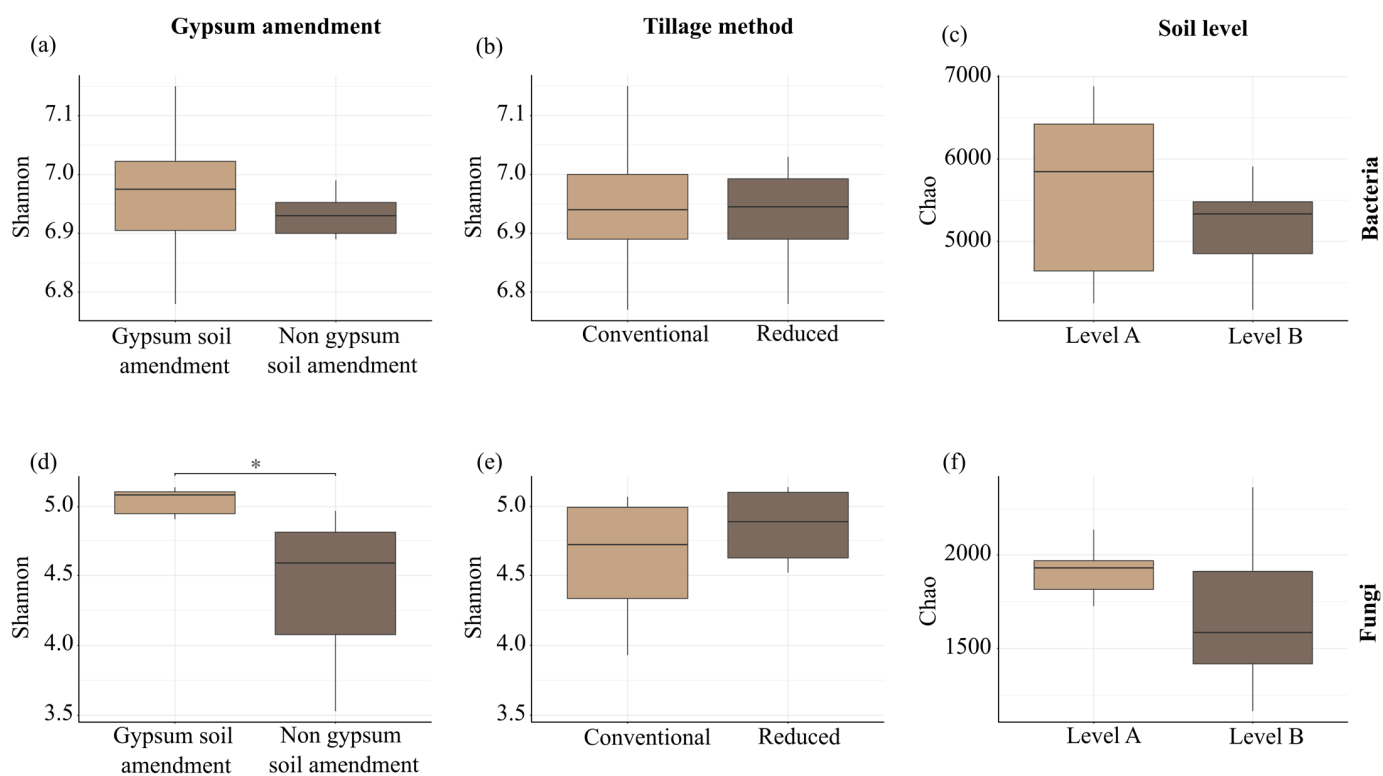 Gypsum amendment
Tillage method
Soil level
(a)
(b)
(c)
Shannon
7.1
7.0
6.9
6.8
Gypsum soil
amendment
Non gypsum
soil amendment
Shannon
7.1
7.0
6.9
6.8
Conventional
Reduced
Chao
7000
6000
5000
Level A
Level B
Bacteria
(d)
(e)
(f)
*
Shannon
5.0
4.5
4.0
3.5
Gypsum soil
amendment
Non gypsum
soil amendment
Shannon
5.0
4.5
4.0
3.5
Conventional
Reduced
Chao
2000
1500
Level A
Level B
Fungi